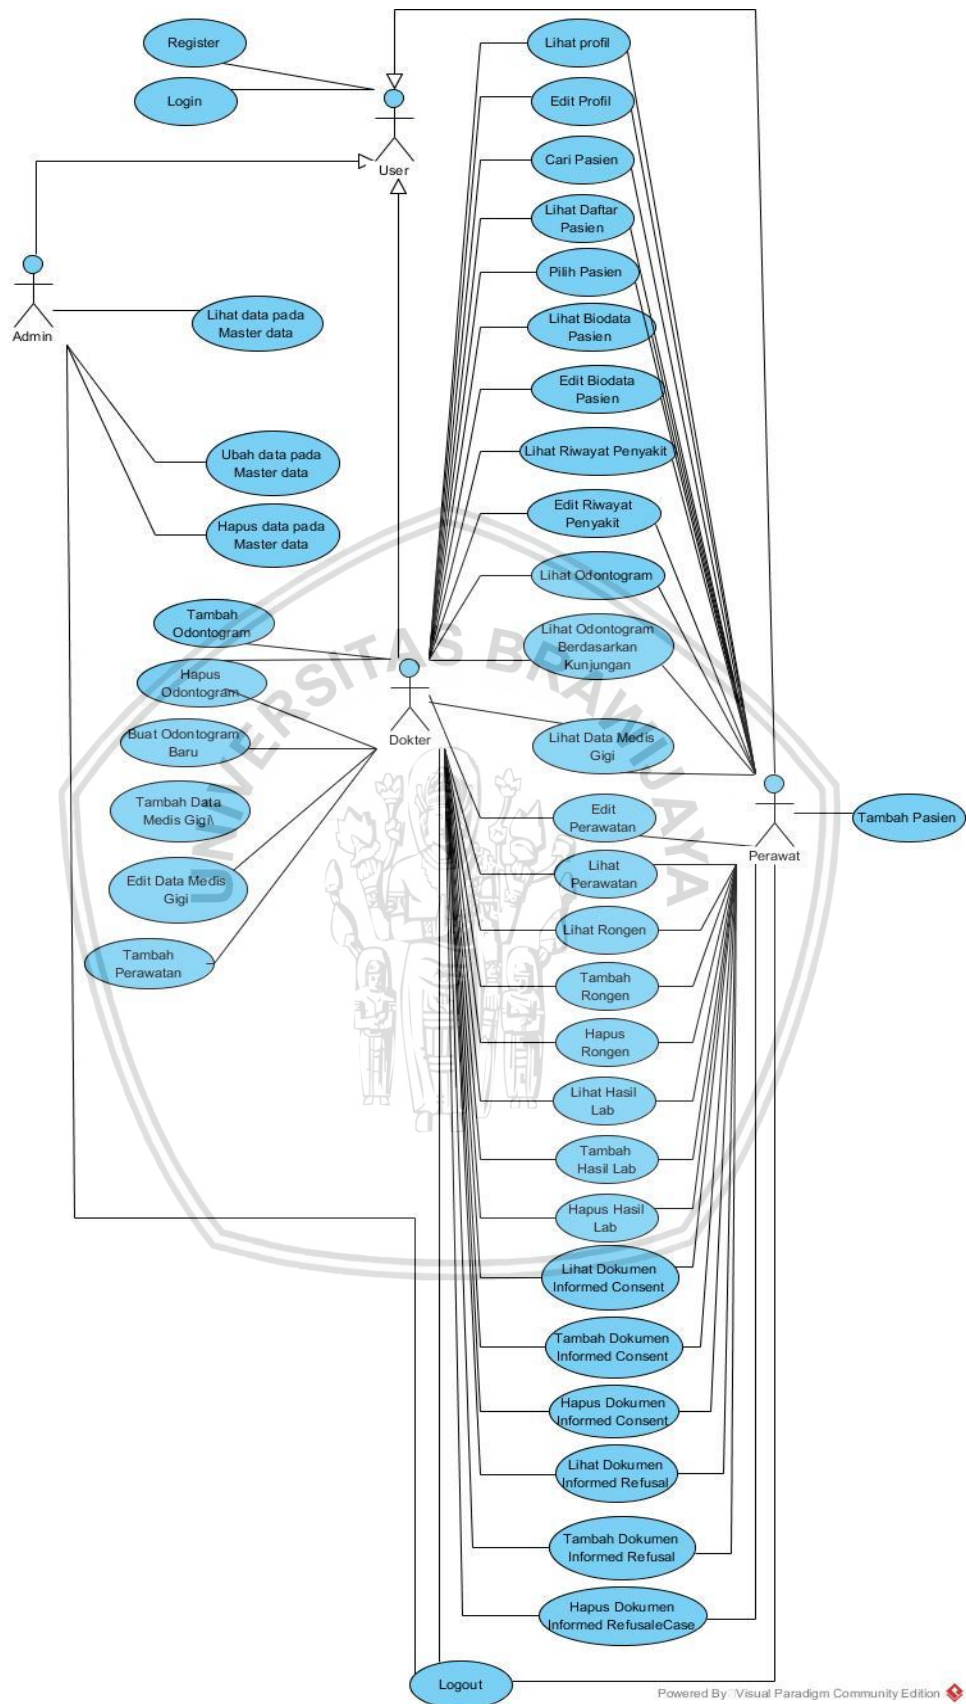 Register
Login
User
Admin
Lihat data pada
Master data
Ubah data pada
Master data
Hapus data pada
Master data
Tambah
Odontogram
Hapus
Odontogram
Buat Odontogram
Baru
Tambah Data
Medis Gigi\
Edit Data Medis
Gigi
Tambah
Perawatan
Dokter
Lihat profil
Edit Profil
Cari Pasien
Lihat Daftar
Pasien
Pilih Pasien
Lihat Biodata
Pasien
Edit Biodata
Pasien
Lihat Riwayat Penyakit
Edit Riwayat
Penyakit
Lihat Odontogram
Lihat Odontogram
Berdasarkan
Kunjungan
Lihat Data Medis
Gigi
Edit
Perawatan
Lihat
Perawatan
Lihat Rongen
Tambah
Rongen
Hapus
Rongen
Lihat Hasil
Lab
Tambah
Hasil Lab
Hapus Hasil
Lab
Lihat Dokumen
Informed Consent
Tambah Dokumen
Informed Consent
Hapus Dokumen
Informed Consent
Lihat Dokumen
Informed Refusal
Tambah Dokumen
Informed Refusal
Hapus Dokumen
Informed RefusaleCase
Logout
Perawat
Tambah Pasien
UNIVERSITAS BRAWIJAYA
Powered By Visual Paradigm Community Edition